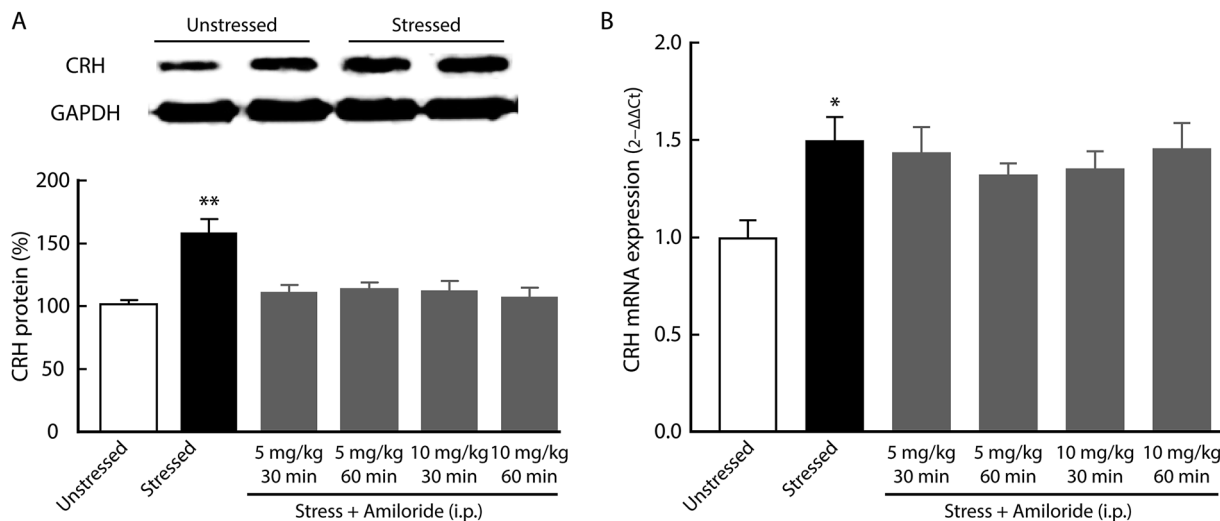 A
Unstressed Stressed
CRH
GAPDH
CRH protein (%)
200
150
100
50
0
**
Unstressed
Stressed
5 mg/kg 5 mg/kg 10 mg/kg 10 mg/kg
30 min 60 min 30 min 60 min
Stress + Amiloride (i.p.)
B
CRH mRNA expression (2−ΔΔCt)
2.0
1.5
1.0
0.5
0.0
*
Unstressed
Stressed
5 mg/kg 5 mg/kg 10 mg/kg 10 mg/kg
30 min 60 min 30 min 60 min
Stress + Amiloride (i.p.)